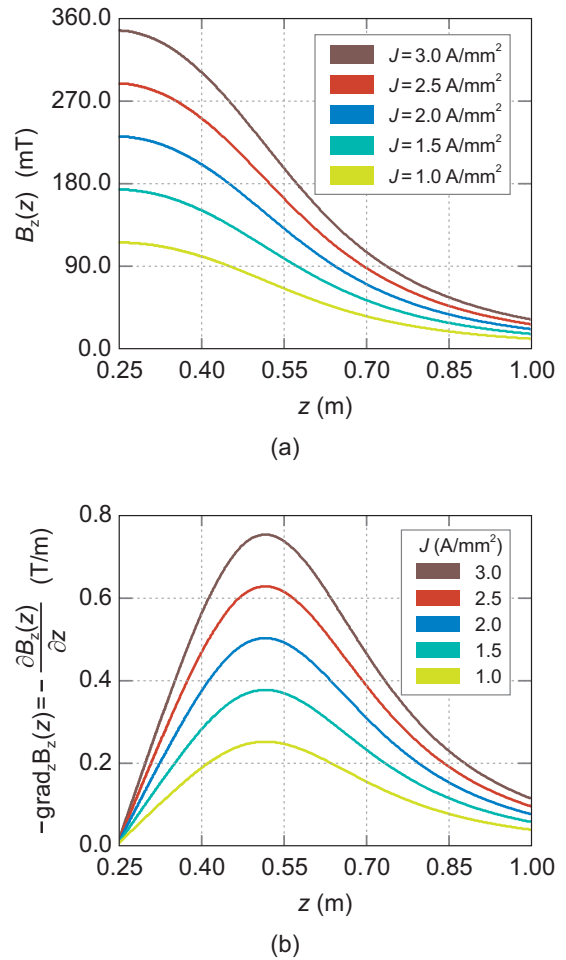 360.0
270.0
180.0
90.0
0.0
B_z(z) (mT)
J = 3.0 A/mm²
J = 2.5 A/mm²
J = 2.0 A/mm²
J = 1.5 A/mm²
J = 1.0 A/mm²
0.25 0.40 0.55 0.70 0.85 1.00
z (m)
(a)
0.8
0.6
0.4
0.2
0.0
−grad_zB_z(z) = − ∂B_z(z)/∂z (T/m)
J (A/mm²)
3.0
2.5
2.0
1.5
1.0
0.25 0.40 0.55 0.70 0.85 1.00
z (m)
(b)